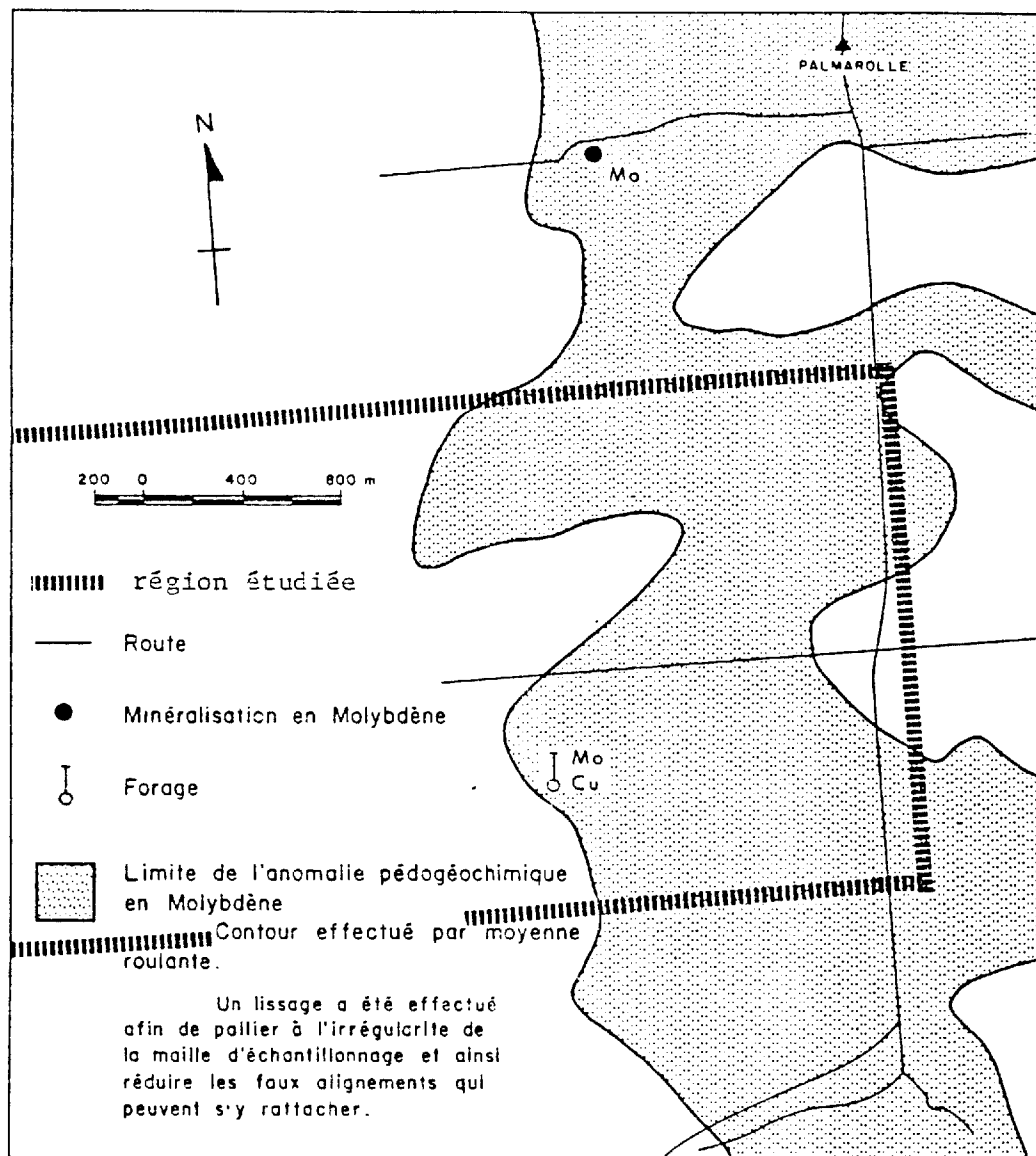 PALMAROLLE
N
Mo
200 0 400 800 m
région étudiée
Route
Minéralisation en Molybdène
Mo
Cu
Forage
Limite de l'anomalie pédogéochimique
en Molybdène
Contour effectué par moyenne
roulante.
Un lissage a été effectué
afin de pallier à l'irrégularite de
la maille d'échantillonnage et ainsi
réduire les faux alignements qui
peuvent s'y rattacher.